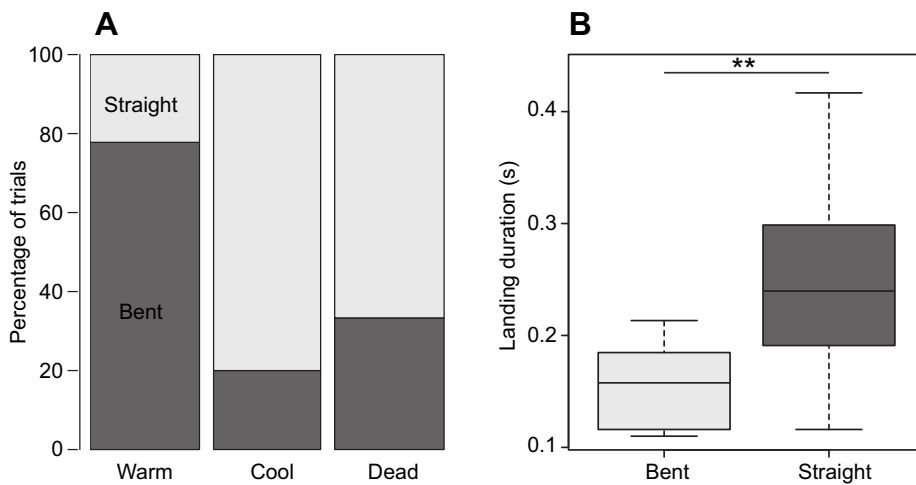 A
Percentage of trials
100
80
60
40
20
0
Straight
Bent
Warm
Cool
Dead
B
Landing duration (s)
0.4
0.3
0.2
0.1
**
Bent
Straight